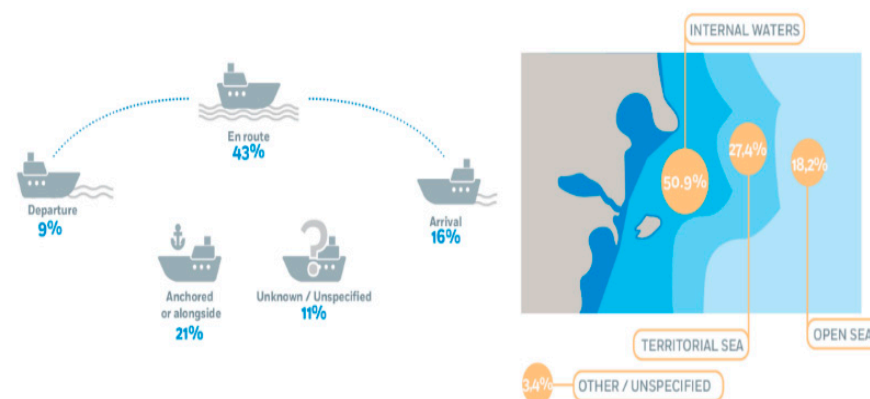 En route
43%
Departure
9%
Arrival
16%
Anchored
or alongside
21%
Unknown / Unspecified
11%
INTERNAL WATERS
50.9%
27,4%
18,2%
TERRITORIAL SEA
OPEN SEA
3,4%
OTHER / UNSPECIFIED